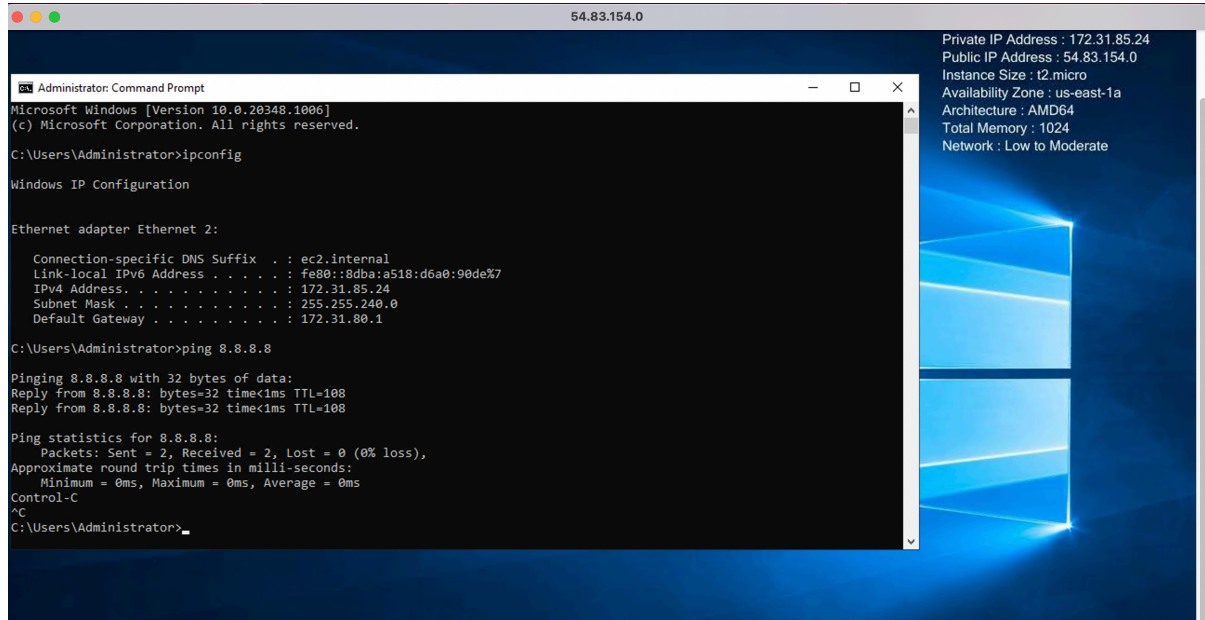 54.83.154.0
Private IP Address : 172.31.85.24
Public IP Address : 54.83.154.0
Instance Size : t2.micro
Availability Zone : us-east-1a
Architecture : AMD64
Total Memory : 1024
Network : Low to Moderate
Administrator: Command Prompt
Microsoft Windows [Version 10.0.20348.1006]
(c) Microsoft Corporation. All rights reserved.
C:\Users\Administrator>ipconfig
Windows IP Configuration
Ethernet adapter Ethernet 2:
Connection-specific DNS Suffix  . : ec2.internal
Link-local IPv6 Address . . . . . : fe80::8dba:a518:d6a0:90de%7
IPv4 Address. . . . . . . . . . . : 172.31.85.24
Subnet Mask . . . . . . . . . . . : 255.255.240.0
Default Gateway . . . . . . . . . : 172.31.80.1
C:\Users\Administrator>ping 8.8.8.8
Pinging 8.8.8.8 with 32 bytes of data:
Reply from 8.8.8.8: bytes=32 time<1ms TTL=108
Reply from 8.8.8.8: bytes=32 time<1ms TTL=108
Ping statistics for 8.8.8.8:
Packets: Sent = 2, Received = 2, Lost = 0 (0% loss),
Approximate round trip times in milli-seconds:
Minimum = 0ms, Maximum = 0ms, Average = 0ms
Control-C
^C
C:\Users\Administrator>